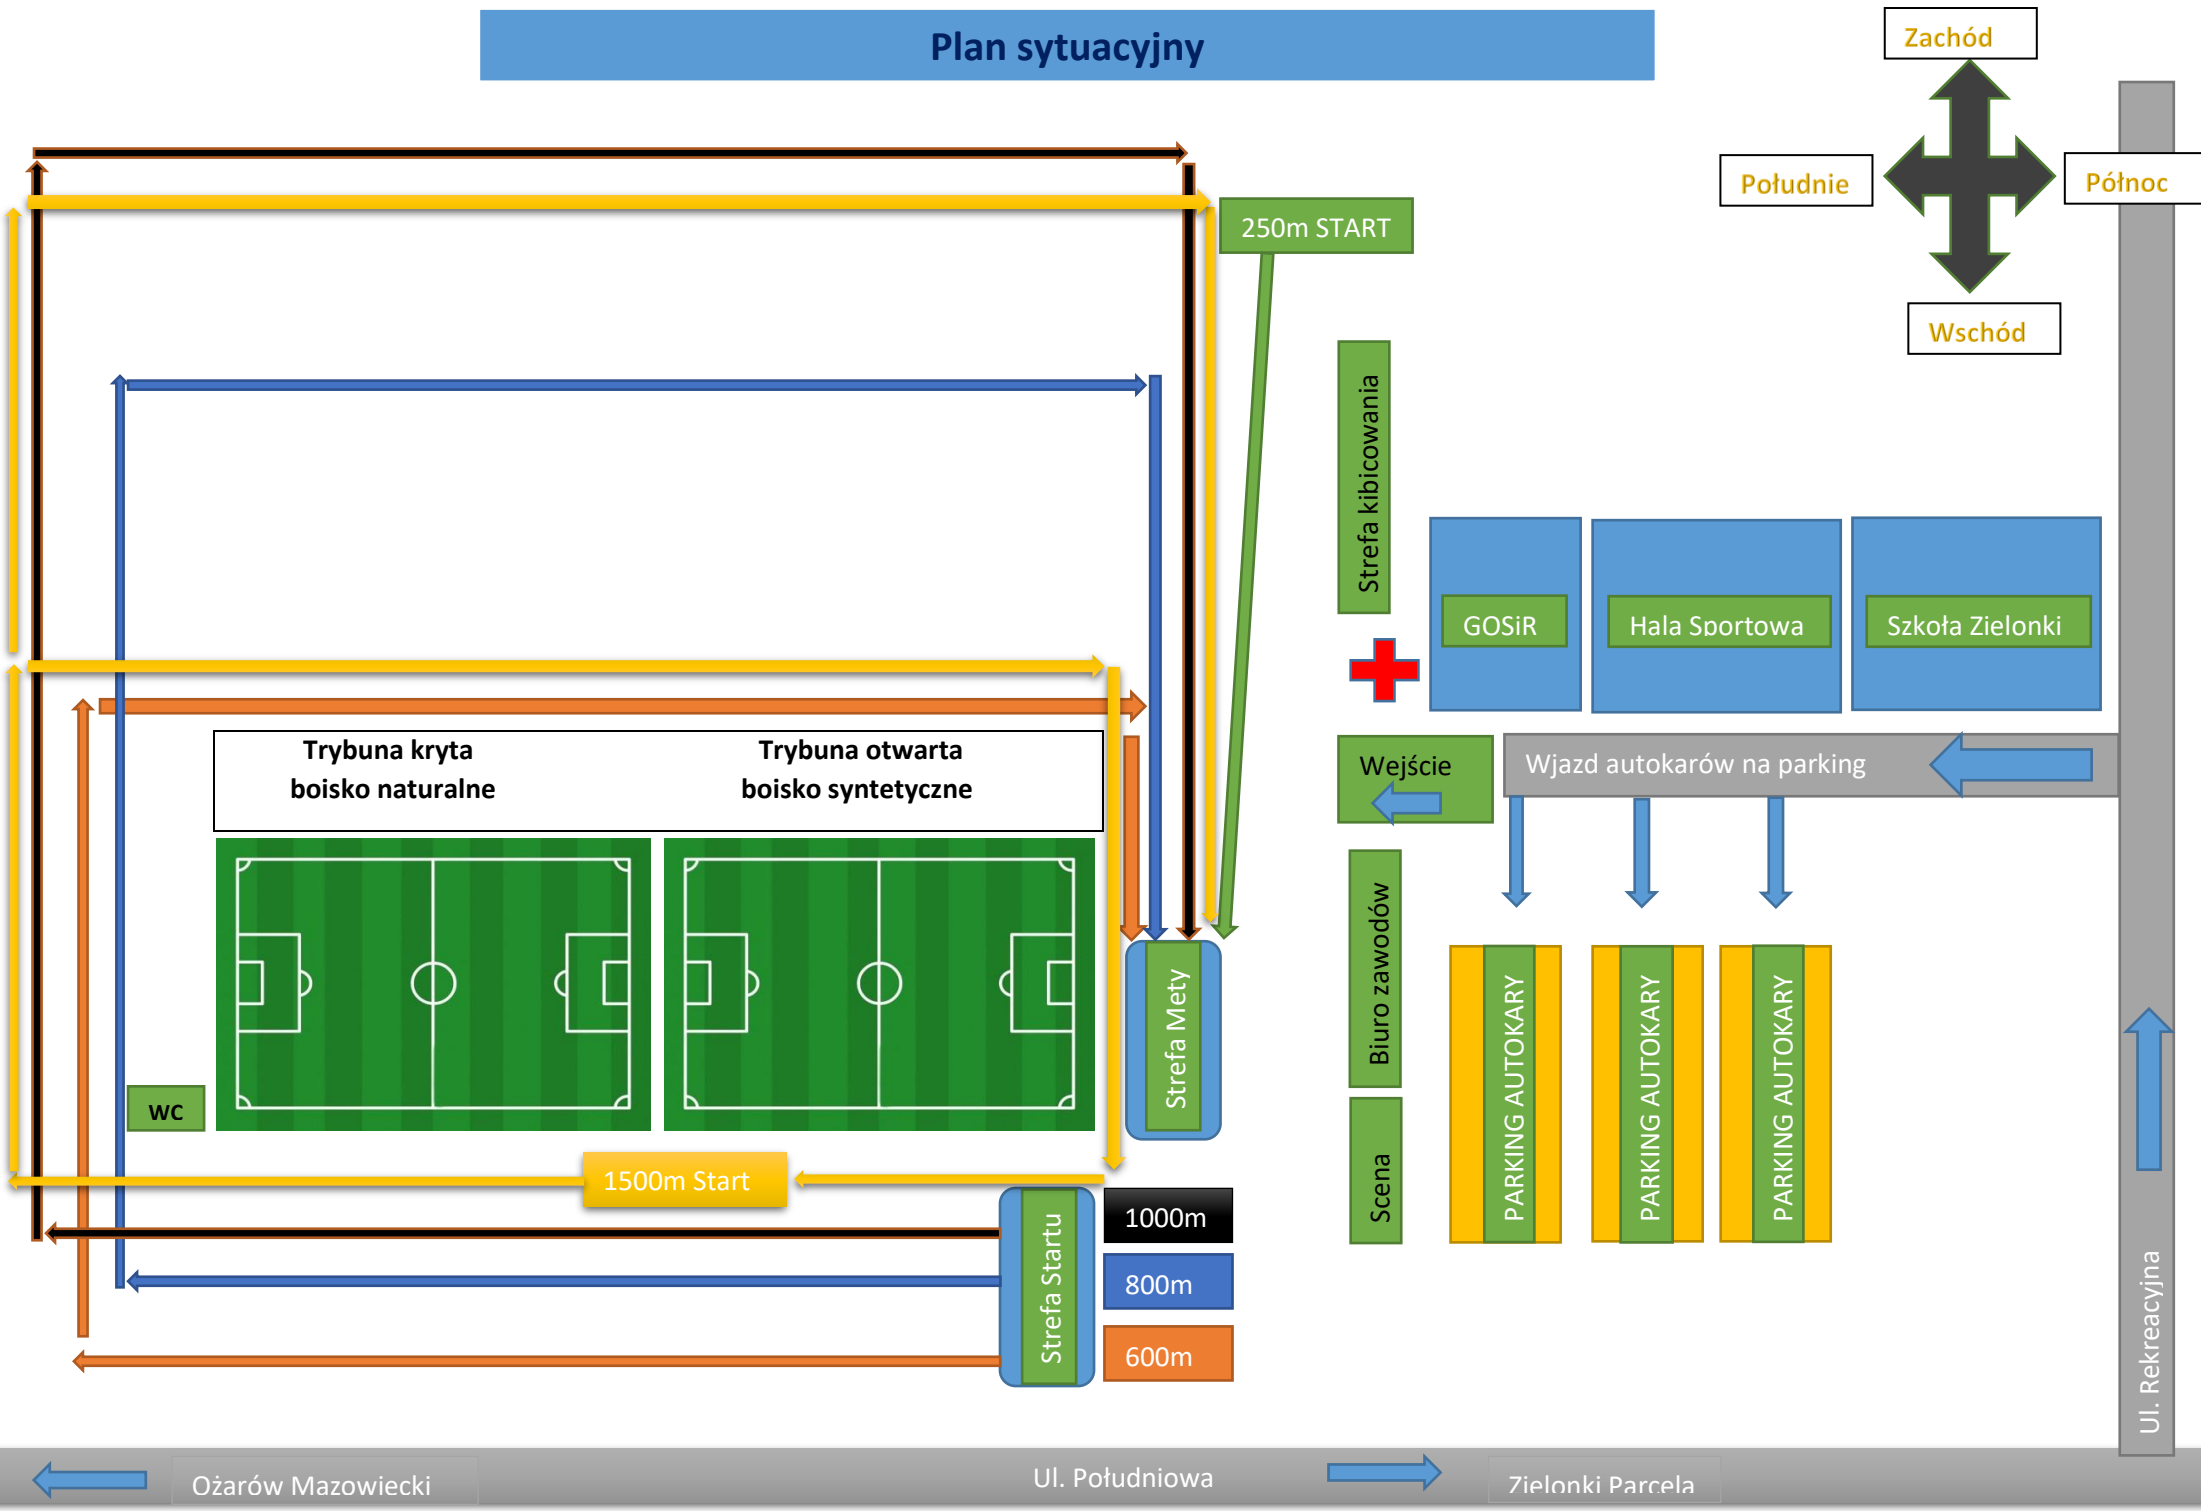 Plan sytuacyjny
Zachód
Południe
Północ
Wschód
250m START
Strefa kibicowania
GOSiR
Hala Sportowa
Szkoła Zielonki
Trybuna kryta
boisko naturalne
Trybuna otwarta
boisko syntetyczne
Wejście
Wjazd autokarów na parking
Biuro zawodów
Strefa Mety
PARKING AUTOKARY
PARKING AUTOKARY
PARKING AUTOKARY
WC
1500m Start
Scena
Strefa Startu
1000m
800m
600m
Ul. Rekreacyjna
Ożarów Mazowiecki
Ul. Południowa
Zielonki Parcela